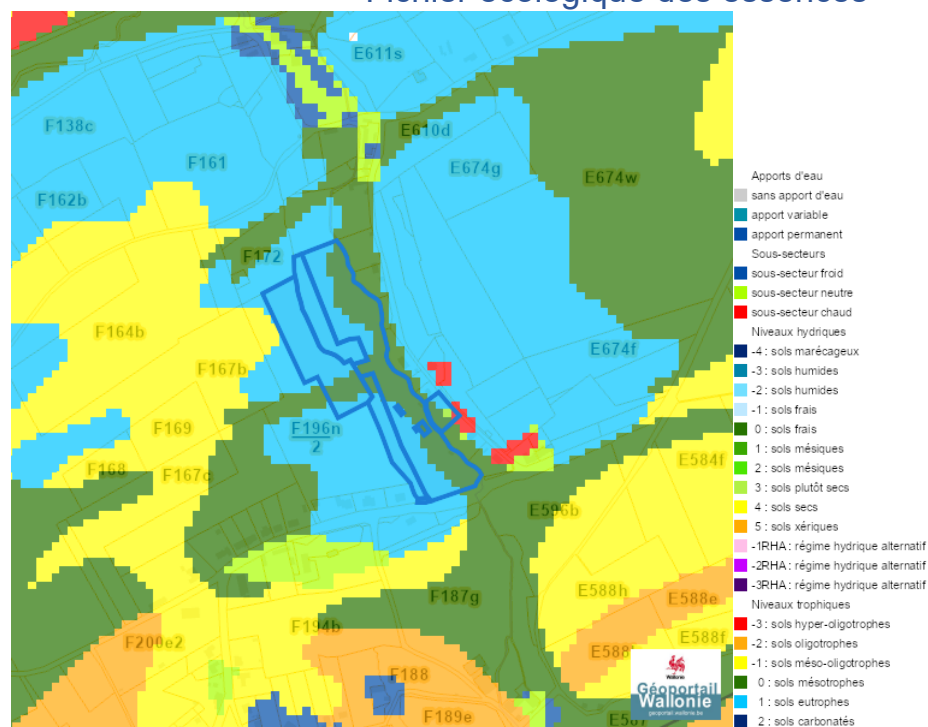 Fichier écologique des essences
E611s
F138c
E610d
F161
E674g
E674w
F162b
F172
F164b
E674f
F167b
F196n
2
F169
F168
F167c
E584f
E596b
E588h
E588e
F187g
F194b
E588f
F200e2
F188
F189e
Wallonie
Géoportail
Wallonie
geoportail.wallonie.be
Apports d'eau
sans apport d'eau
apport variable
apport permanent
Sous-secteurs
sous-secteur froid
sous-secteur neutre
sous-secteur chaud
Niveaux hydriques
-4 : sols marécageux
-3 : sols humides
-2 : sols humides
-1 : sols frais
0 : sols frais
1 : sols mésiques
2 : sols mésiques
3 : sols plutôt secs
4 : sols secs
5 : sols xériques
-1RHA : régime hydrique alternatif
-2RHA : régime hydrique alternatif
-3RHA : régime hydrique alternatif
Niveaux trophiques
-3 : sols hyper-oligotrophes
-2 : sols oligotrophes
-1 : sols méso-oligotrophes
0 : sols mésotrophes
1 : sols eutrophes
2 : sols carbonatés